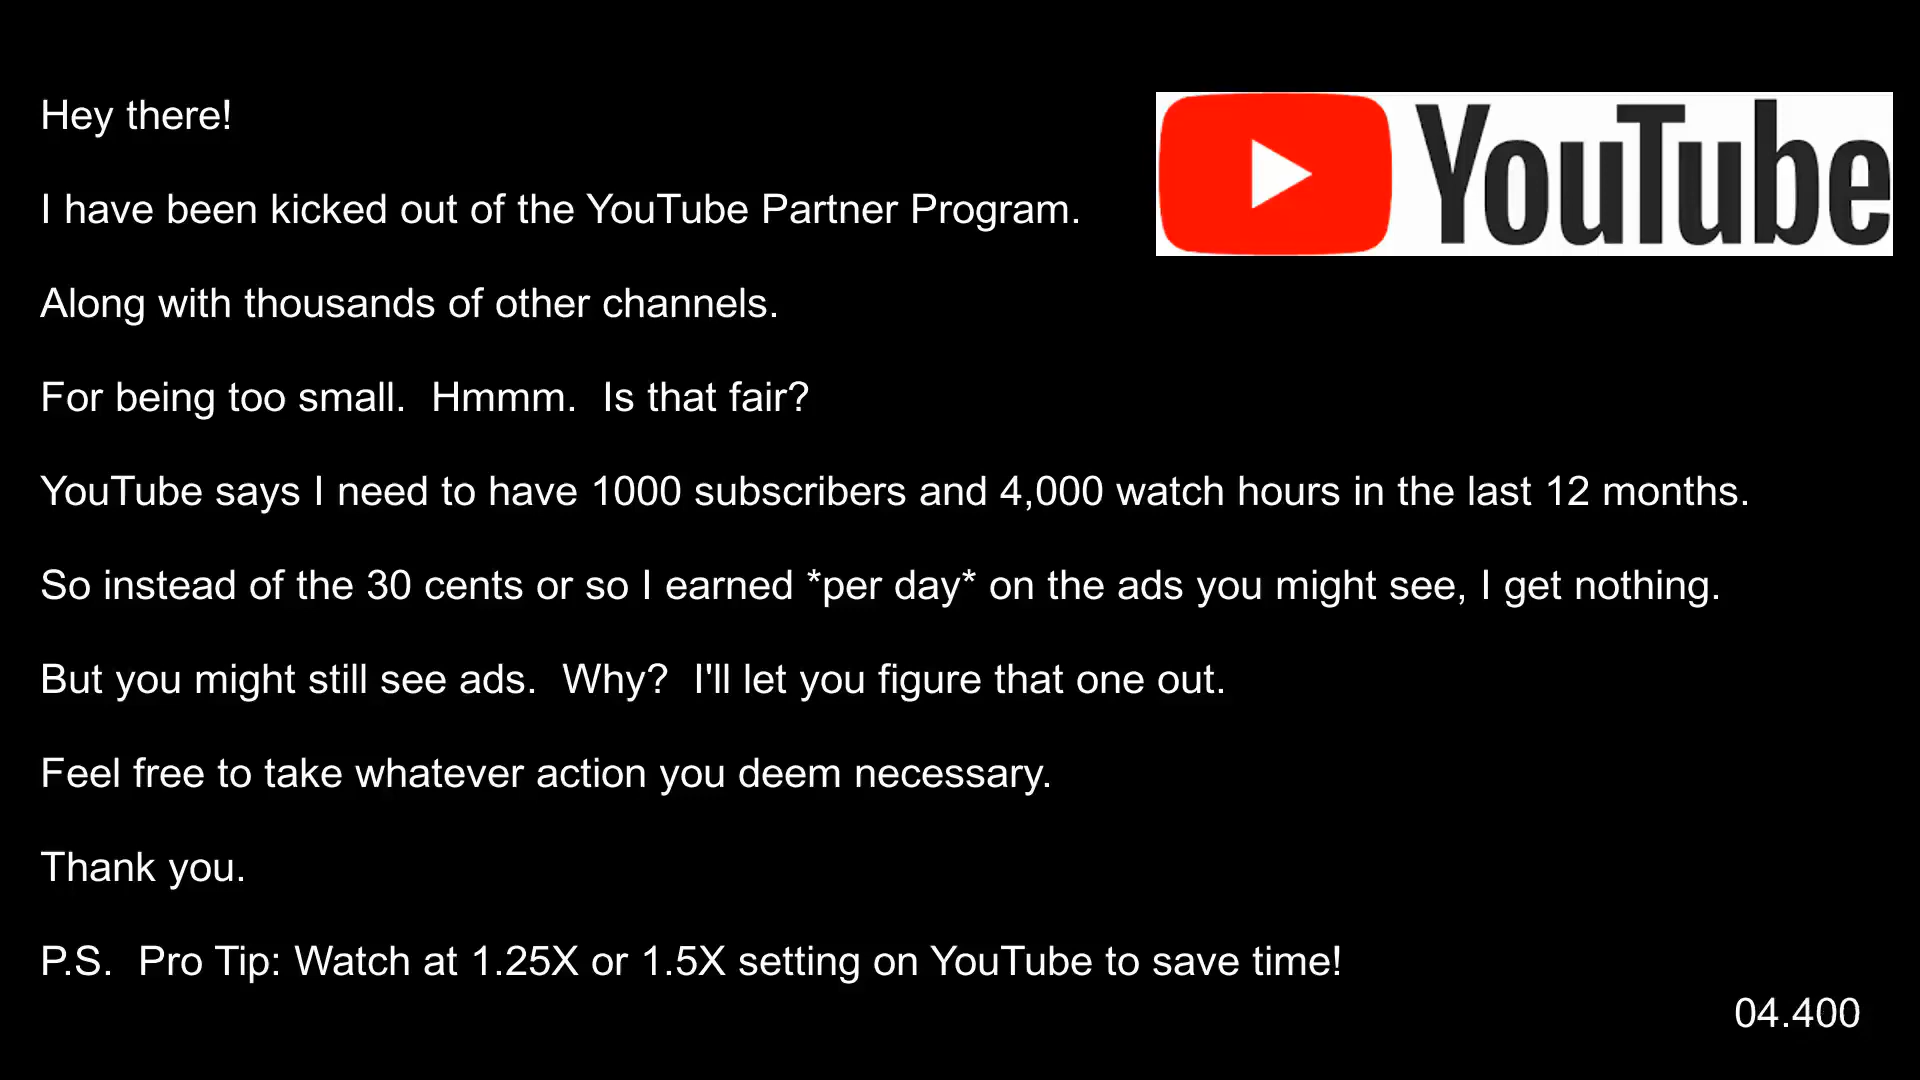 Hey there!
YouTube
I have been kicked out of the YouTube Partner Program.
Along with thousands of other channels.
For being too small.  Hmmm.  Is that fair?
YouTube says I need to have 1000 subscribers and 4,000 watch hours in the last 12 months.
So instead of the 30 cents or so I earned *per day* on the ads you might see, I get nothing.
But you might still see ads.  Why?  I'll let you figure that one out.
Feel free to take whatever action you deem necessary.
Thank you.
P.S.  Pro Tip: Watch at 1.25X or 1.5X setting on YouTube to save time!
04.400